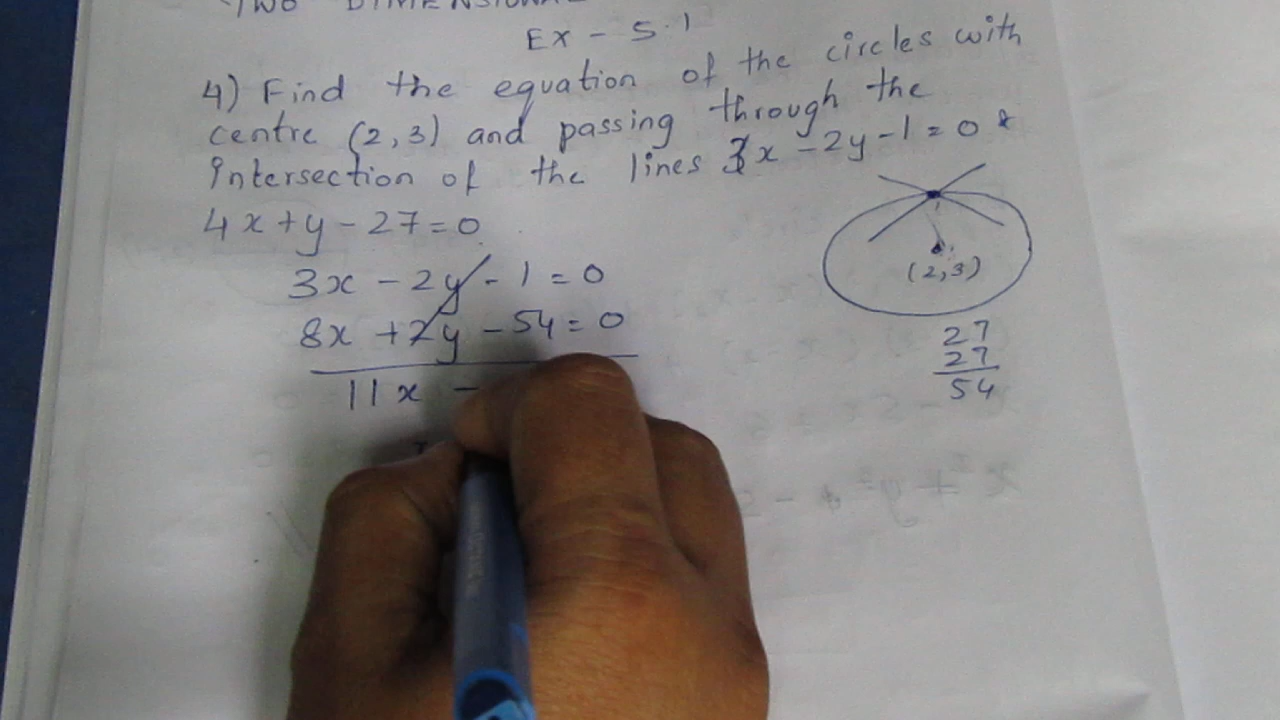 TWO DIMENSIONAL
Ex - 5.1
4) Find the equation of the circles with
centre (2,3) and passing through the
Intersection of the lines 3x - 2y - 1 = 0 &
4x + y - 27 = 0
3x - 2y - 1 = 0
8x + 2y - 54 = 0
11x -
(2,3)
27
27
54